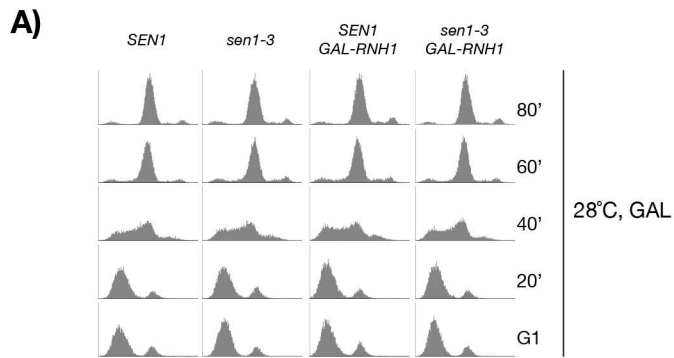 A)
SEN1
sen1-3
SEN1
GAL-RNH1
sen1-3
GAL-RNH1
80’
60’
40’
20’
G1
28°C, GAL